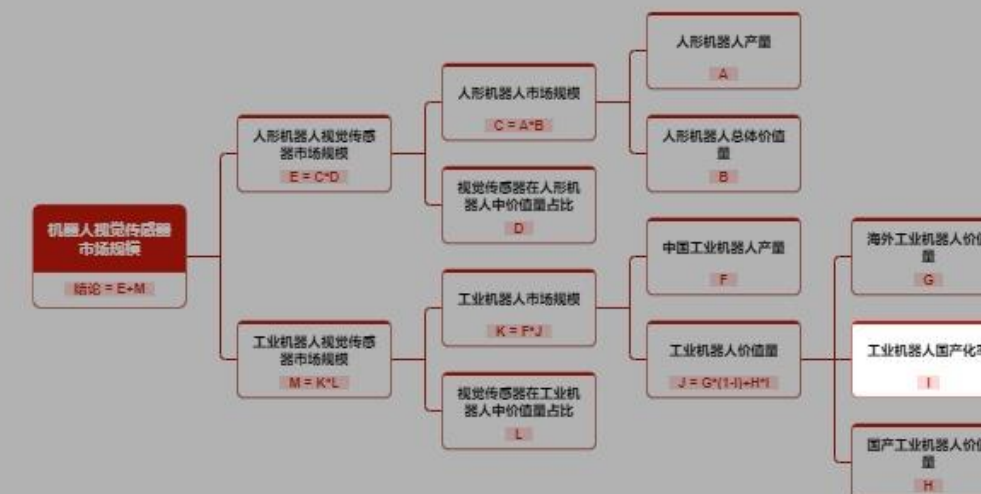 人形机器人产量
A
人形机器人市场规模
C = A*B
人形机器人视觉传感
器市场规模
E = C*D
人形机器人总体价值
量
B
视觉传感器在人形机
器人中价值量占比
D
机器人视觉传感器
市场规模
结论 = E+M
中国工业机器人产量
F
海外工业机器人价值
量
G
工业机器人市场规模
K = F*J
工业机器人视觉传感
器市场规模
M = K*L
工业机器人价值量
J = G*(1-I)+H*I
工业机器人国产化率
I
视觉传感器在工业机
器人中价值量占比
L
国产工业机器人价值
量
H